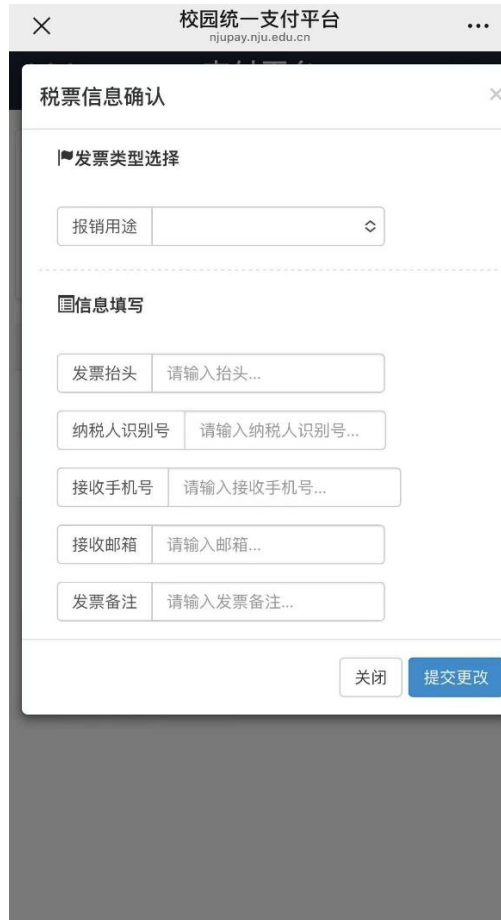 校园统一支付平台
njupay.nju.edu.cn
税票信息确认
发票类型选择
报销用途
信息填写
发票抬头 请输入抬头...
纳税人识别号 请输入纳税人识别号...
接收手机号 请输入接收手机号...
接收邮箱 请输入邮箱...
发票备注 请输入发票备注...
关闭 提交更改